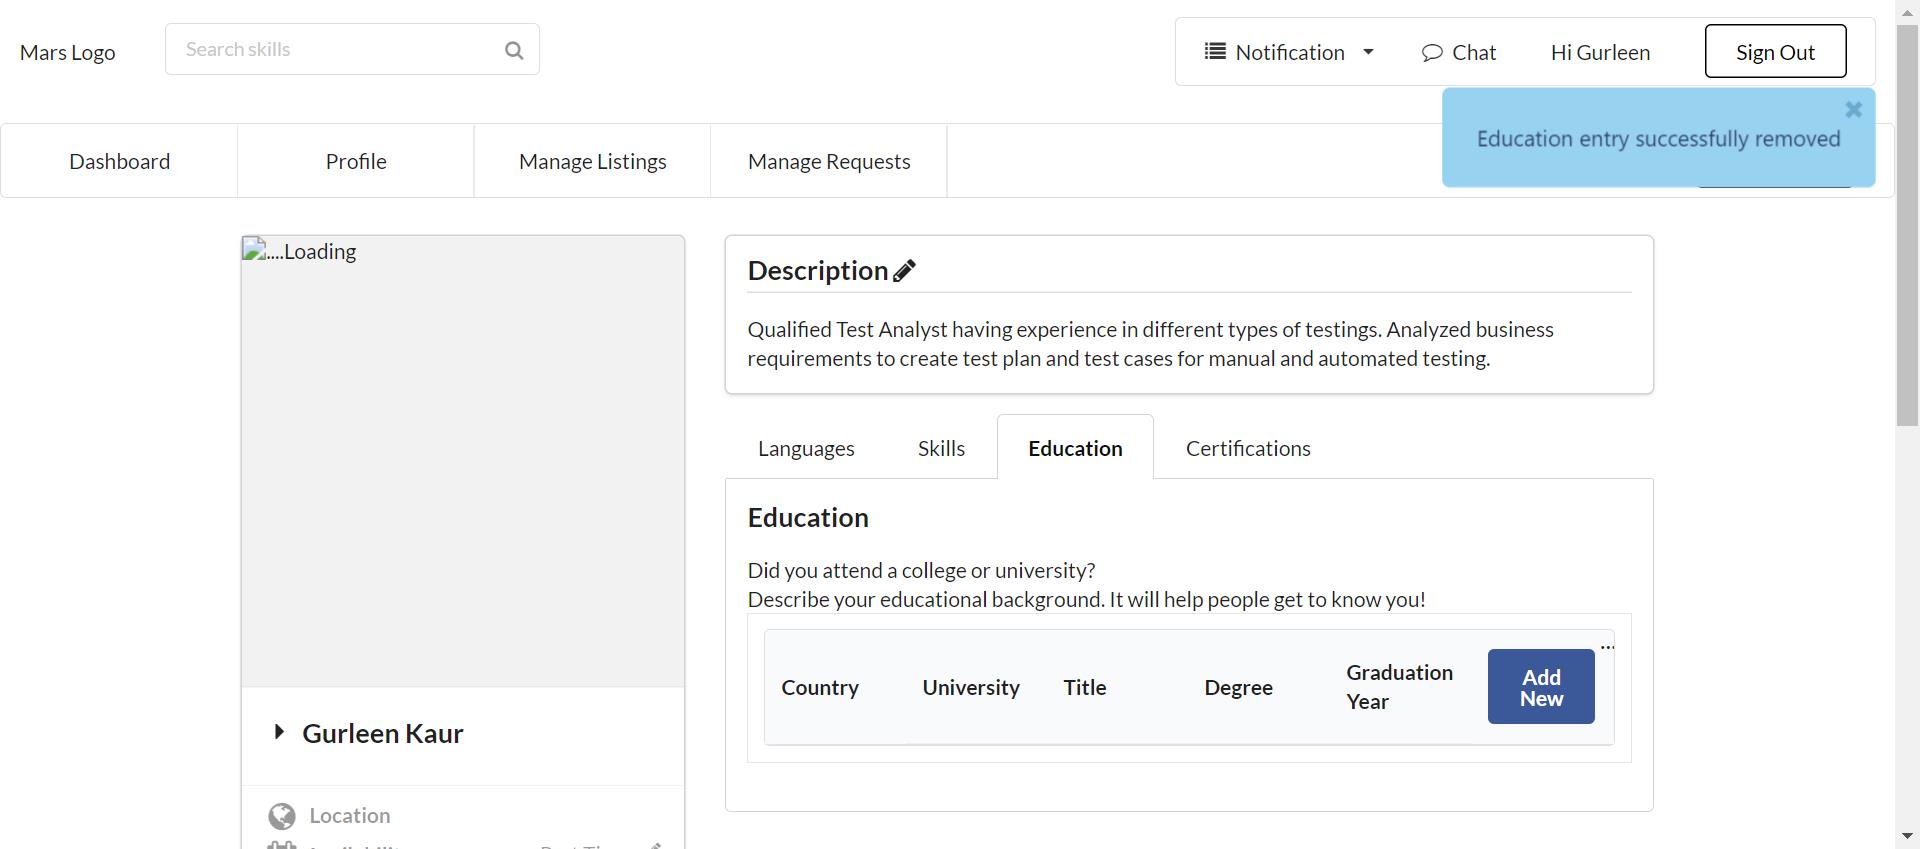 Mars Logo
Search skills
Notification
Chat
Hi Gurleen
Sign Out
Education entry successfully removed
Dashboard
Profile
Manage Listings
Manage Requests
....Loading
Description
Qualified Test Analyst having experience in different types of testings. Analyzed business
requirements to create test plan and test cases for manual and automated testing.
Languages
Skills
Education
Certifications
Education
Did you attend a college or university?
Describe your educational background. It will help people get to know you!
Country
University
Title
Degree
Graduation
Year
Add
New
...
Gurleen Kaur
Location